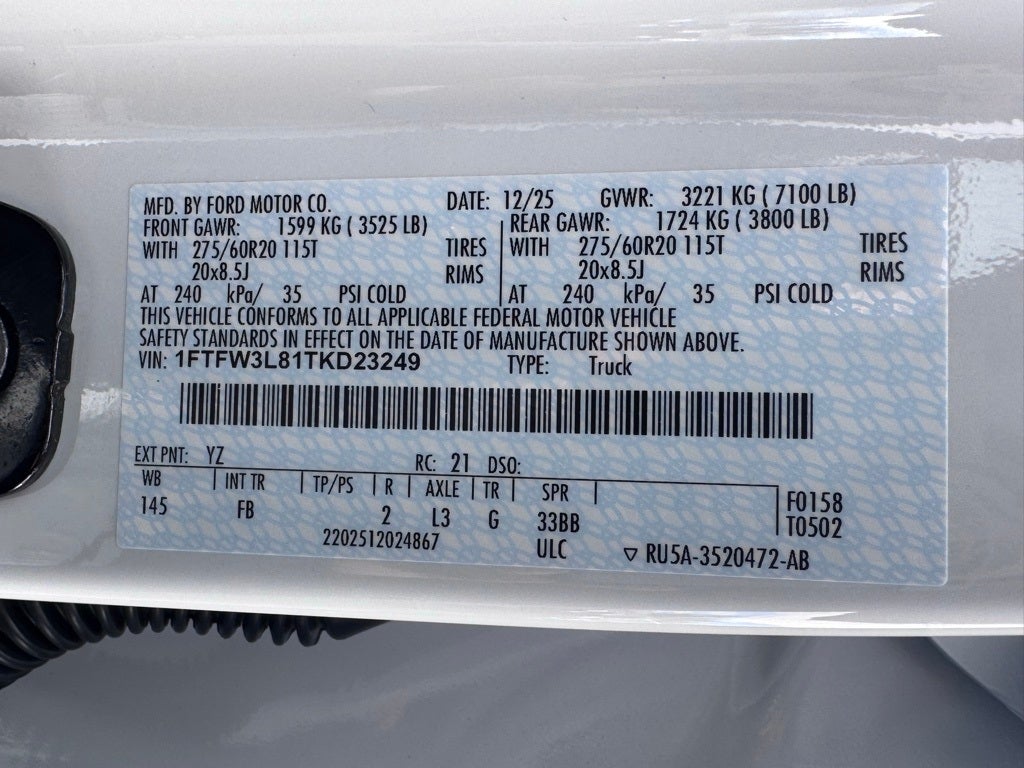 MFD. BY FORD MOTOR CO. DATE: 12/25 GVWR: 3221 KG ( 7100 LB)
FRONT GAWR: 1599 KG ( 3525 LB) REAR GAWR: 1724 KG ( 3800 LB)
WITH 275/60R20 115T TIRES WITH 275/60R20 115T TIRES
20x8.5J RIMS 20x8.5J RIMS
AT 240 kPa/ 35 PSI COLD AT 240 kPa/ 35 PSI COLD
THIS VEHICLE CONFORMS TO ALL APPLICABLE FEDERAL MOTOR VEHICLE
SAFETY STANDARDS IN EFFECT ON THE DATE OF MANUFACTURE SHOWN ABOVE.
VIN: 1FTFW3L81TKD23249 TYPE: Truck
EXT PNT: YZ RC: 21 DSO:
WB INT TR TP/PS R AXLE TR SPR F0158
145 FB 2 L3 G 33BB T0502
2202512024867 ULC ▽ RU5A-3520472-AB